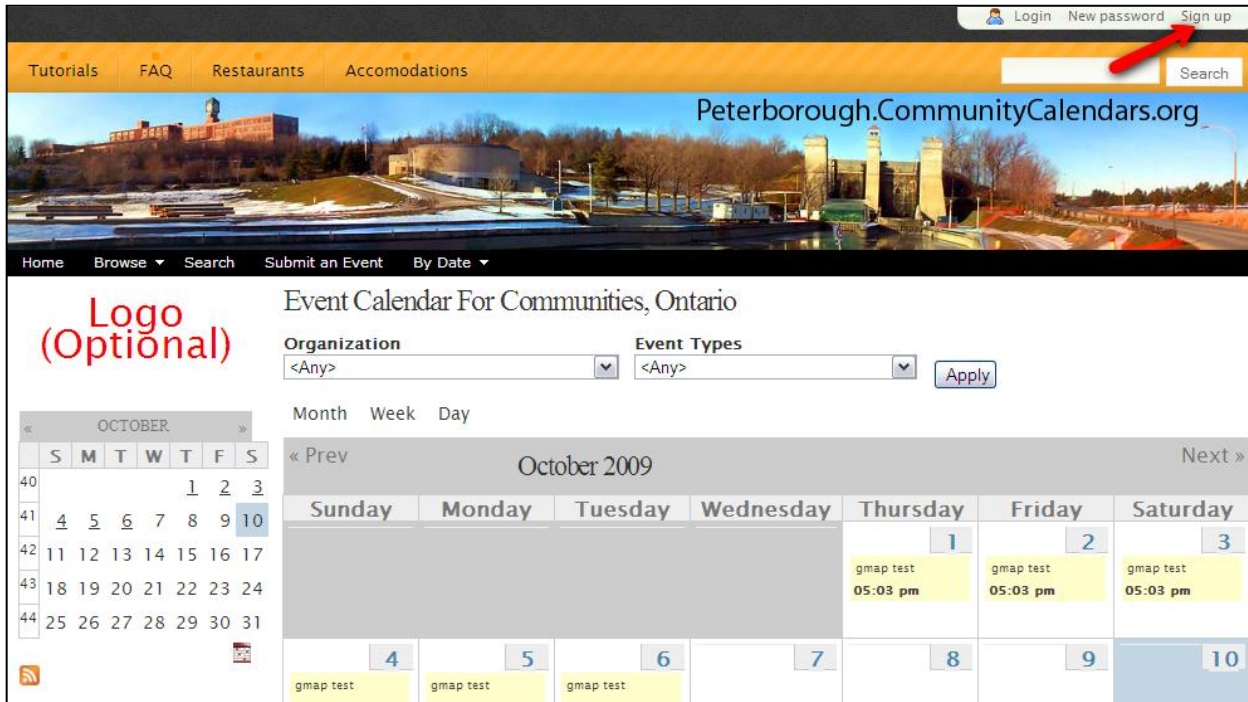 Login New password Sign up
Tutorials FAQ Restaurants Accomodations
Search
Peterborough.CommunityCalendars.org
Home Browse ▾ Search Submit an Event By Date ▾
Logo
(Optional)
Event Calendar For Communities, Ontario
Organization Event Types
<Any> <Any> Apply
Month Week Day
« OCTOBER »
S M T W T F S
40 1 2 3
41 4 5 6 7 8 9 10
42 11 12 13 14 15 16 17
43 18 19 20 21 22 23 24
44 25 26 27 28 29 30 31
« Prev October 2009 Next »
Sunday Monday Tuesday Wednesday Thursday Friday Saturday
1 2 3
gmap test gmap test gmap test
05:03 pm 05:03 pm 05:03 pm
4 5 6 7 8 9 10
gmap test gmap test gmap test